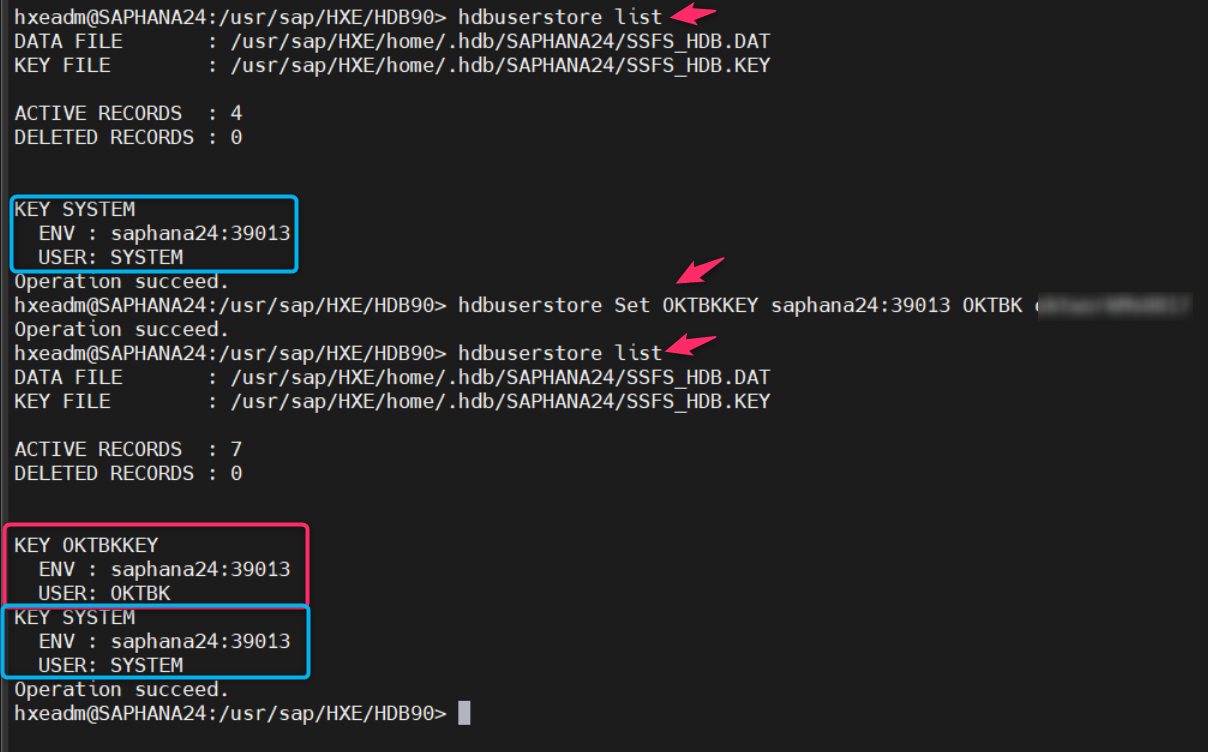 hxeadm@SAPHANA24:/usr/sap/HXE/HDB90> hdbuserstore list
DATA FILE       : /usr/sap/HXE/home/.hdb/SAPHANA24/SSFS_HDB.DAT
KEY FILE        : /usr/sap/HXE/home/.hdb/SAPHANA24/SSFS_HDB.KEY
ACTIVE RECORDS  : 4
DELETED RECORDS : 0
KEY SYSTEM
  ENV : saphana24:39013
  USER: SYSTEM
Operation succeed.
hxeadm@SAPHANA24:/usr/sap/HXE/HDB90> hdbuserstore Set OKTBKKEY saphana24:39013 OKTBK
Operation succeed.
hxeadm@SAPHANA24:/usr/sap/HXE/HDB90> hdbuserstore list
DATA FILE       : /usr/sap/HXE/home/.hdb/SAPHANA24/SSFS_HDB.DAT
KEY FILE        : /usr/sap/HXE/home/.hdb/SAPHANA24/SSFS_HDB.KEY
ACTIVE RECORDS  : 7
DELETED RECORDS : 0
KEY OKTBKKEY
  ENV : saphana24:39013
  USER: OKTBK
KEY SYSTEM
  ENV : saphana24:39013
  USER: SYSTEM
Operation succeed.
hxeadm@SAPHANA24:/usr/sap/HXE/HDB90>